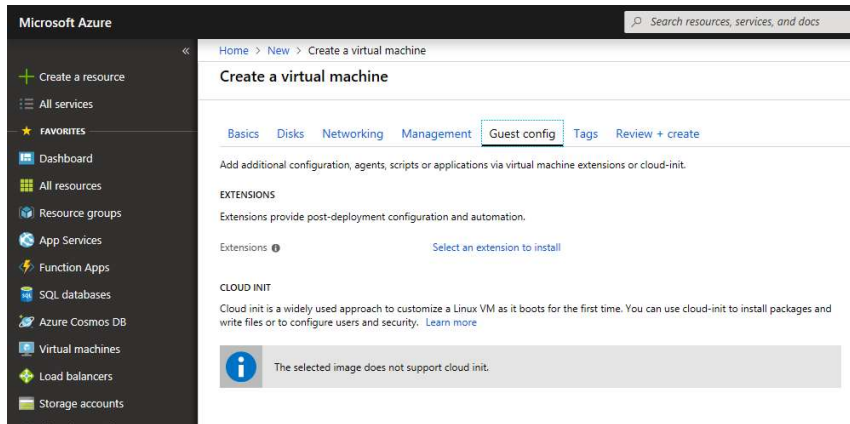 Microsoft Azure
Search resources, services, and docs
«
Create a resource
All services
FAVORITES
Dashboard
All resources
Resource groups
App Services
Function Apps
SQL databases
Azure Cosmos DB
Virtual machines
Load balancers
Storage accounts
Home > New > Create a virtual machine
Create a virtual machine
Basics Disks Networking Management Guest config Tags Review + create
Add additional configuration, agents, scripts or applications via virtual machine extensions or cloud-init.
EXTENSIONS
Extensions provide post-deployment configuration and automation.
Extensions Select an extension to install
CLOUD INIT
Cloud init is a widely used approach to customize a Linux VM as it boots for the first time. You can use cloud-init to install packages and
write files or to configure users and security. Learn more
The selected image does not support cloud init.